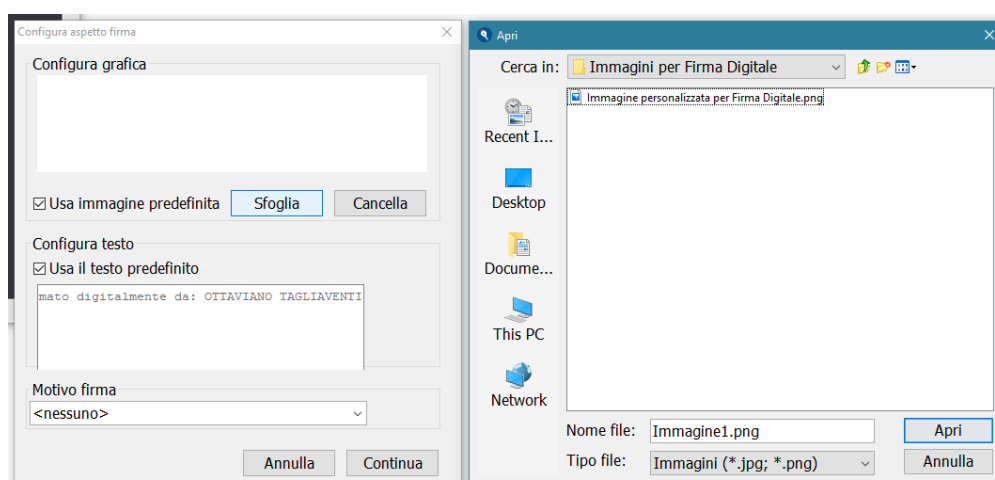 Configura aspetto firma
Configura grafica
Usa immagine predefinita
Sfoglia
Cancella
Configura testo
Usa il testo predefinito
mato digitalmente da: OTTAVIANO TAGLIAVENTI
Motivo firma
<nessuno>
Annulla
Continua
Apri
Cerca in:
Immagini per Firma Digitale
Immagine personalizzata per Firma Digitale.png
Recent I...
Desktop
Docume...
This PC
Network
Nome file:
Immagine1.png
Apri
Tipo file:
Immagini (*.jpg; *.png)
Annulla